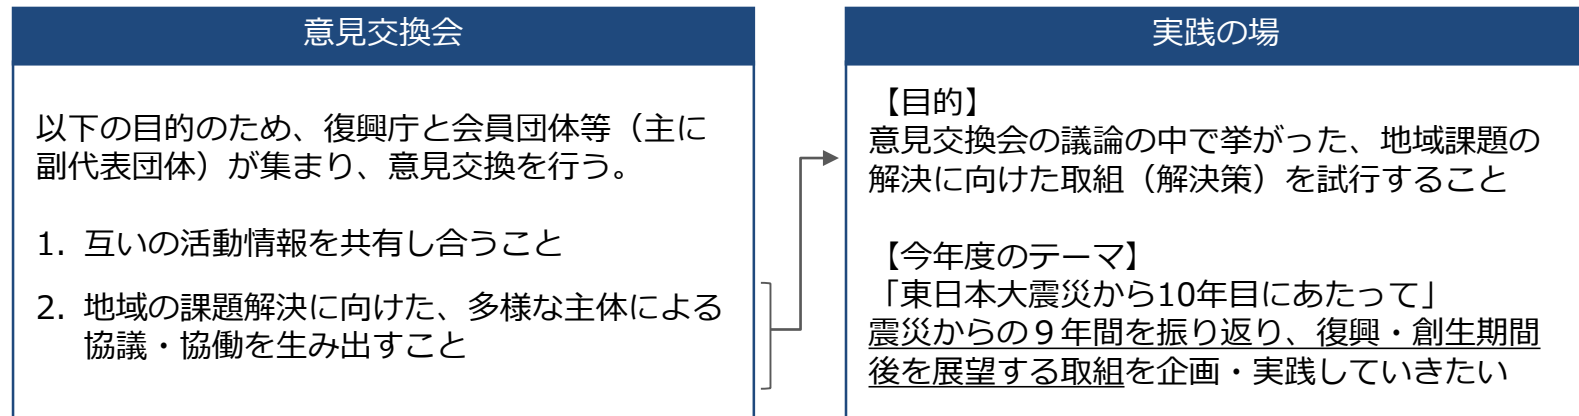 意見交換会
以下の目的のため、復興庁と会員団体等（主に
副代表団体）が集まり、意見交換を行う。
1. 互いの活動情報を共有し合うこと
2. 地域の課題解決に向けた、多様な主体による
協議・協働を生み出すこと
実践の場
【目的】
意見交換会の議論の中で挙がった、地域課題の
解決に向けた取組（解決策）を試行すること
【今年度のテーマ】
「東日本大震災から10年目にあたって」
震災からの９年間を振り返り、復興・創生期間
後を展望する取組を企画・実践していきたい